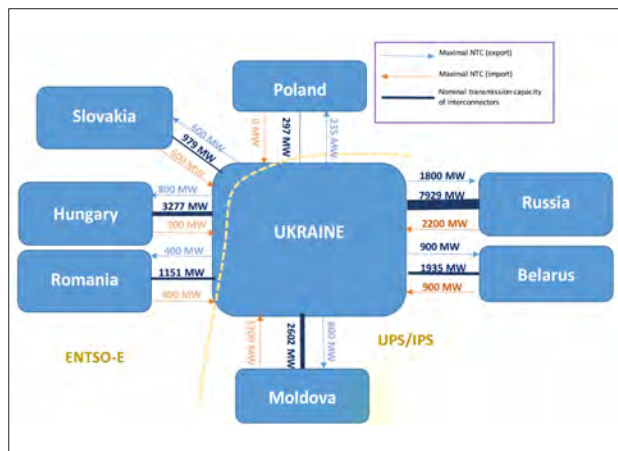 Maximal NTC (export)
Maximal NTC (import)
Nominal transmission capacity
of interconnectors
Poland
Slovakia
600 MW
979 MW
600 MW
0 MW
297 MW
235 MW
Hungary
800 MW
3277 MW
MW
Romania
400 MW
1151 MW
400 MW
UKRAINE
1800 MW
7929 MW
2200 MW
Russia
900 MW
1935 MW
900 MW
Belarus
MW
2602 MW
MW
Moldova
ENTSO-E
UPS/IPS